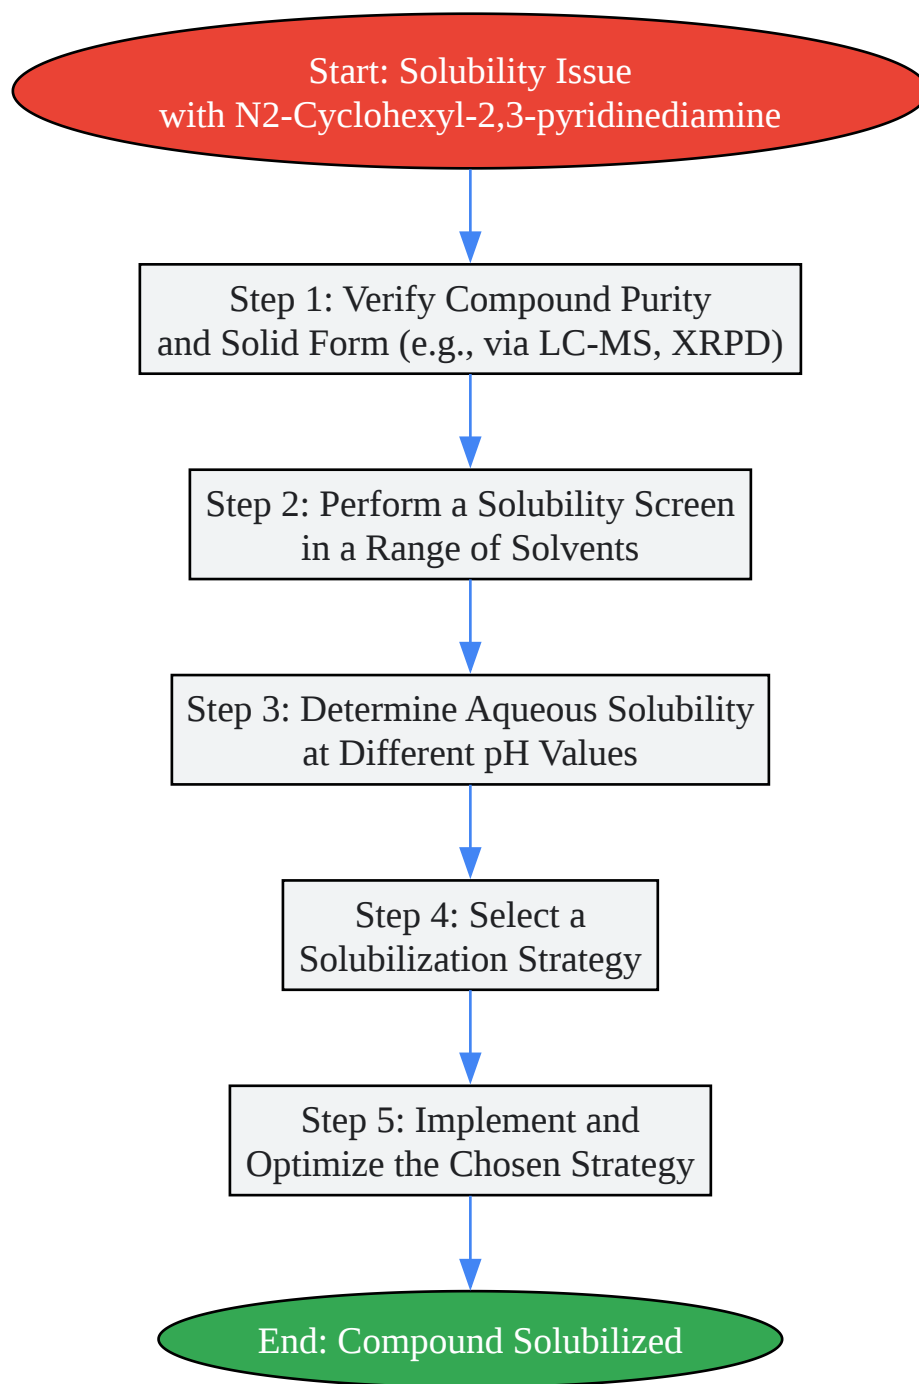 Start: Solubility Issue
with N2-Cyclohexyl-2,3-pyridinediamine
Step 1: Verify Compound Purity
and Solid Form (e.g., via LC-MS, XRPD)
Step 2: Perform a Solubility Screen
in a Range of Solvents
Step 3: Determine Aqueous Solubility
at Different pH Values
Step 4: Select a
Solubilization Strategy
Step 5: Implement and
Optimize the Chosen Strategy
End: Compound Solubilized